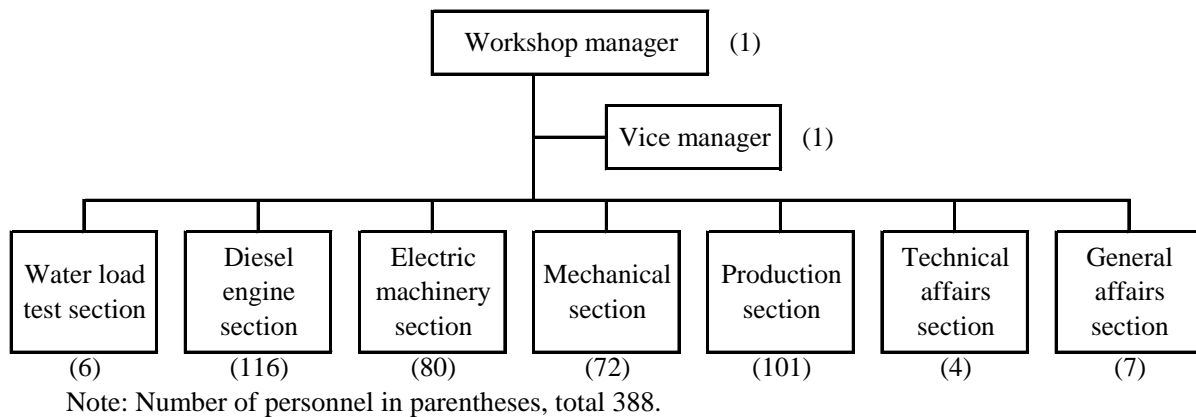 Workshop manager (1)
Vice manager (1)
Water load
test section
(6)
Diesel
engine
section
(116)
Electric
machinery
section
(80)
Mechanical
section
(72)
Production
section
(101)
Technical
affairs
section
(4)
General
affairs
section
(7)
Note: Number of personnel in parentheses, total 388.